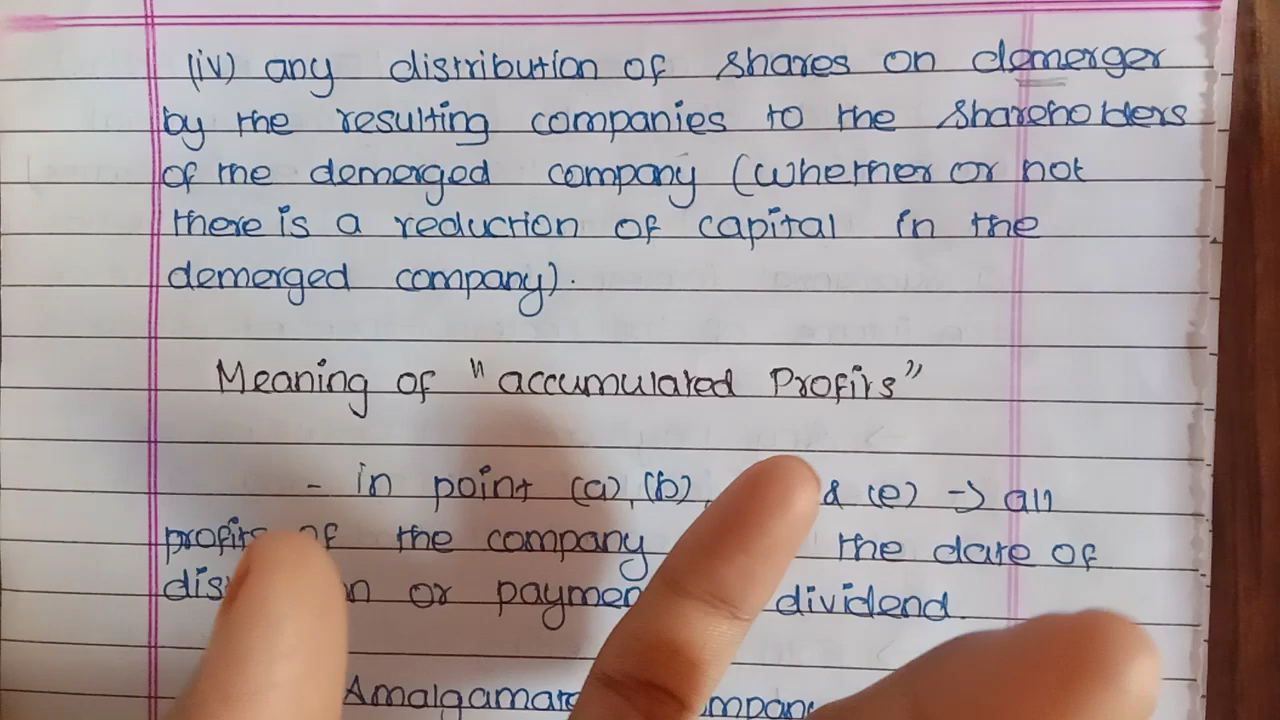 (iv) any distribution of shares on demerger
by the resulting companies to the shareholders
of the demerged company (whether or not
there is a reduction of capital in the
demerged company).
Meaning of "accumulated Profits"
- in point (a), (b), & (e) → all
profits of the company the date of
or dividend